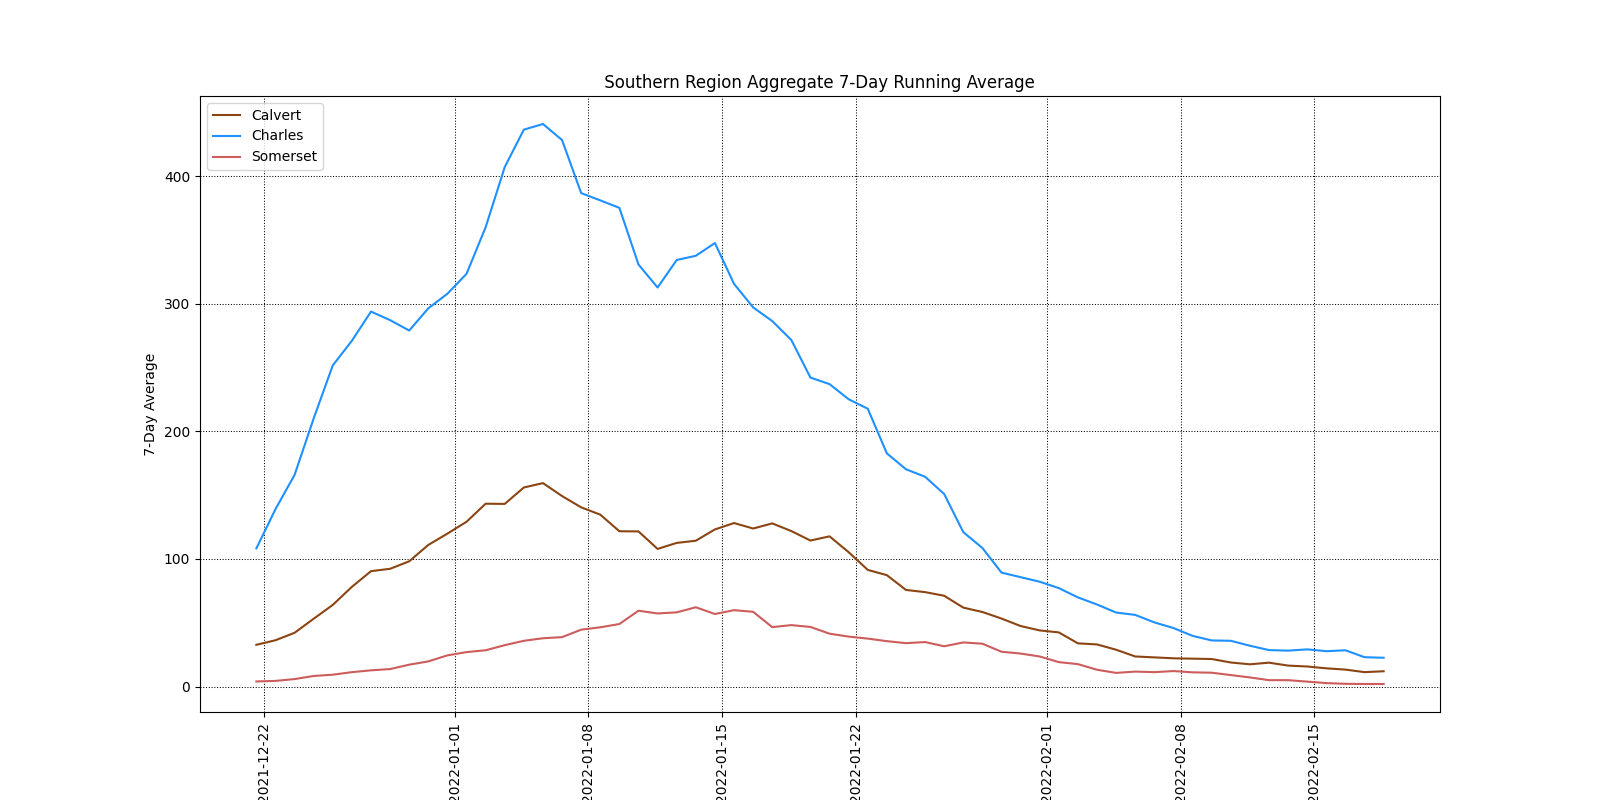 Southern Region Aggregate 7-Day Running Average
Calvert
Charles
Somerset
400
300
200
100
0
7-Day Average
2021-12-22
2022-01-01
2022-01-08
2022-01-15
2022-01-22
2022-02-01
2022-02-08
2022-02-15